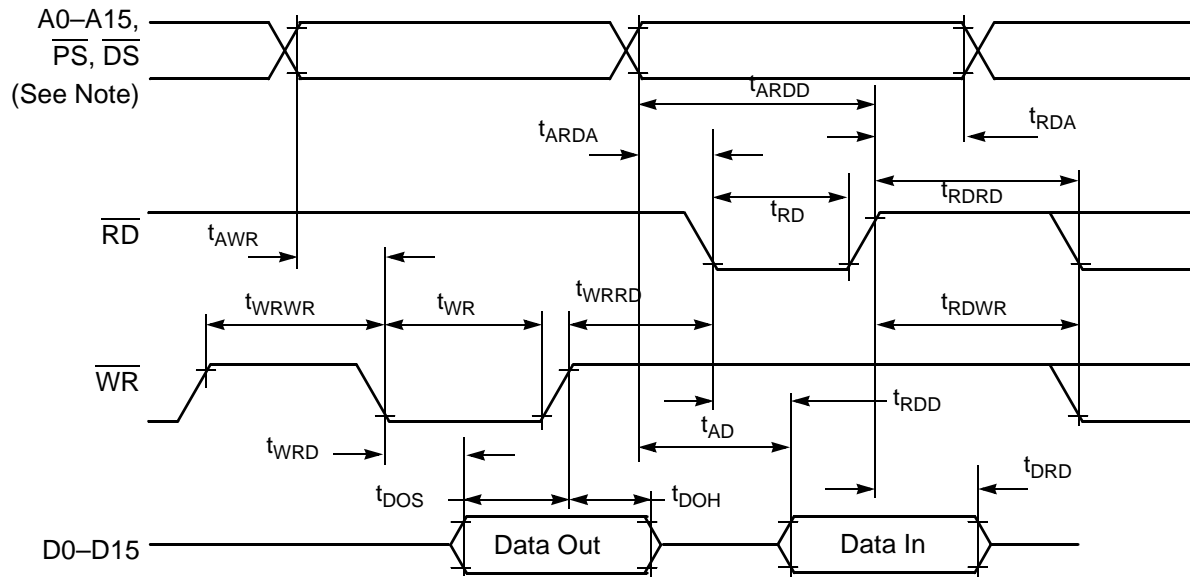 A0–A15,
PS, DS
(See Note)
tARDD
tARDA
tRDA
tRD
tRDRD
RD
tAWR
tWRWR
tWR
tWRRD
tRDWR
WR
tRDD
tAD
tWRD
tDOS
tDOH
tDRD
D0–D15
Data Out
Data In